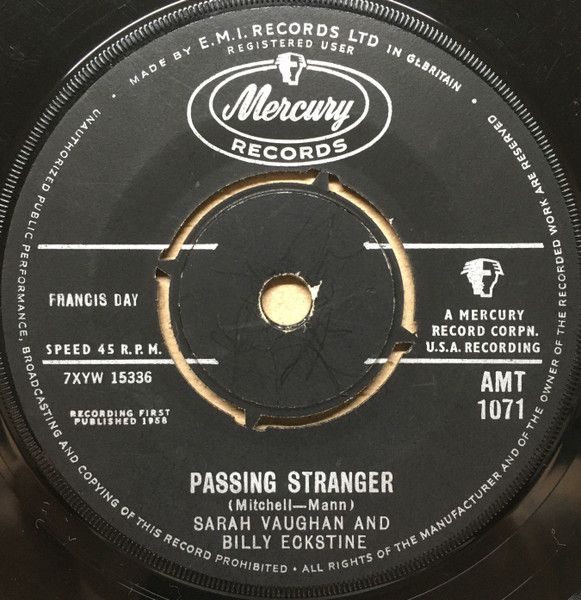 MADE BY E.M.I. RECORDS LTD IN GT. BRITAIN
REGISTERED USER
Mercury
RECORDS
FRANCIS DAY
SPEED 45 R.P.M.
7XYW 15336
RECORDING FIRST
PUBLISHED 1958
A MERCURY
RECORD CORPN.
U.S.A. RECORDING
AMT
1071
PASSING STRANGER
(Mitchell—Mann)
SARAH VAUGHAN AND
BILLY ECKSTINE
UNAUTHORIZED PUBLIC PERFORMANCE, BROADCASTING AND COPYING OF THIS RECORD PROHIBITED · ALL RIGHTS OF THE MANUFACTURER AND OF THE OWNER OF THE RECORDED WORK ARE RESERVED